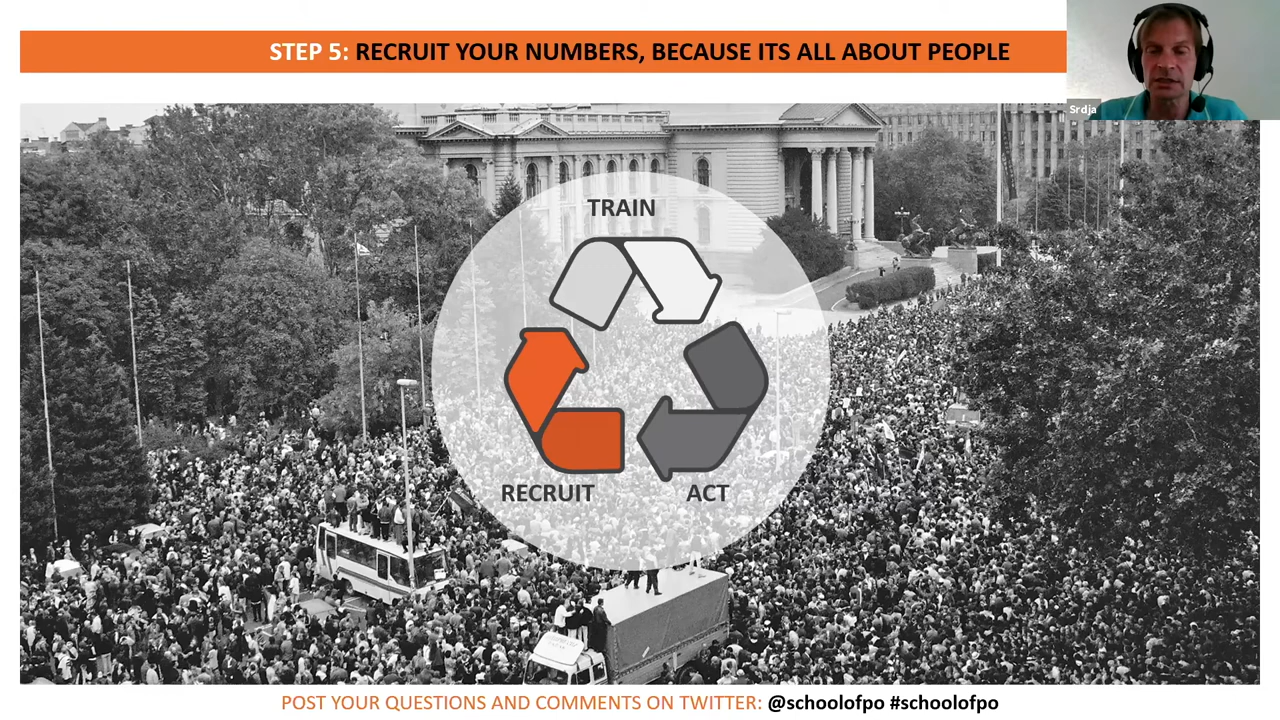 STEP 5: RECRUIT YOUR NUMBERS, BECAUSE ITS ALL ABOUT PEOPLE
Srdja
TRAIN
RECRUIT
ACT
POST YOUR QUESTIONS AND COMMENTS ON TWITTER: @schoolofpo #schoolofpo